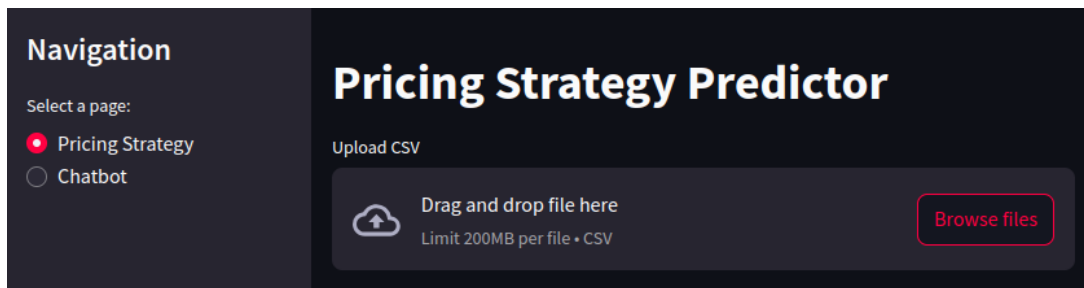 Navigation
Select a page:
Pricing Strategy
Chatbot
Pricing Strategy Predictor
Upload CSV
Drag and drop file here
Limit 200MB per file • CSV
Browse files